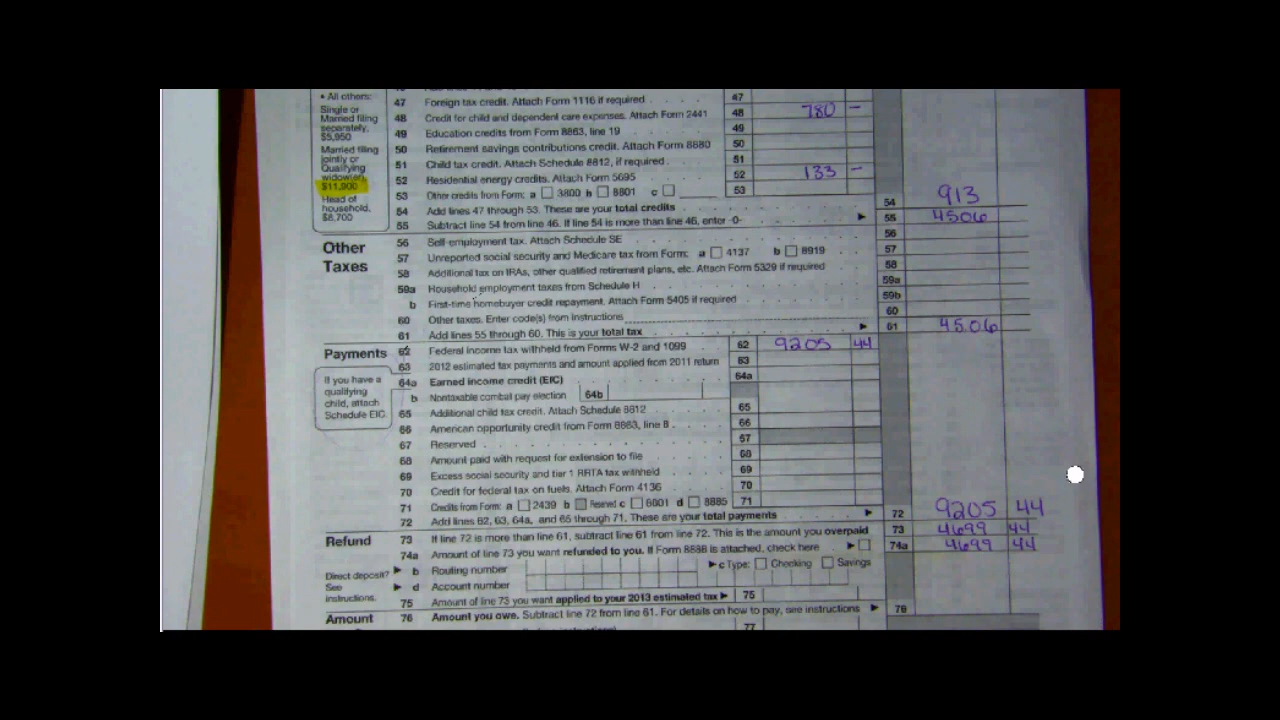 • All others:
Single or
Married filing
separately,
$5,950
Married filing
jointly or
Qualifying
widow(er),
$11,900
Head of
household,
$8,700
47 Foreign tax credit. Attach Form 1116 if required 47
48 Credit for child and dependent care expenses. Attach Form 2441 48 780 —
49 Education credits from Form 8863, line 19 49
50 Retirement savings contributions credit. Attach Form 8880 50
51 Child tax credit. Attach Schedule 8812, if required 51
52 Residential energy credits. Attach Form 5695 52 133 —
53 Other credits from Form: a 3800 b 8801 c 53
54 Add lines 47 through 53. These are your total credits 54 913
55 Subtract line 54 from line 46. If line 54 is more than line 46, enter -0- 55 4506
Other
Taxes
56 Self-employment tax. Attach Schedule SE 56
57 Unreported social security and Medicare tax from Form: a 4137 b 8919 57
58 Additional tax on IRAs, other qualified retirement plans, etc. Attach Form 5329 if required 58
59a Household employment taxes from Schedule H 59a
b First-time homebuyer credit repayment. Attach Form 5405 if required 59b
60 Other taxes. Enter code(s) from instructions 60
61 Add lines 55 through 60. This is your total tax 61 4506
Payments
62 Federal income tax withheld from Forms W-2 and 1099 62 9205 44
63 2012 estimated tax payments and amount applied from 2011 return 63
If you have a
qualifying
child, attach
Schedule EIC.
64a Earned income credit (EIC) 64a
b Nontaxable combat pay election 64b
65 Additional child tax credit. Attach Schedule 8812 65
66 American opportunity credit from Form 8863, line 8 66
67 Reserved 67
68 Amount paid with request for extension to file 68
69 Excess social security and tier 1 RRTA tax withheld 69
70 Credit for federal tax on fuels. Attach Form 4136 70
71 Credits from Form: a 2439 b Reserved c 8801 d 8885 71
72 Add lines 62, 63, 64a, and 65 through 71. These are your total payments 72 9205 44
Refund
73 If line 72 is more than line 61, subtract line 61 from line 72. This is the amount you overpaid 73 4699 44
74a Amount of line 73 you want refunded to you. If Form 8888 is attached, check here 74a 4699 44
Direct deposit?
See
instructions.
b Routing number c Type: Checking Savings
d Account number
75 Amount of line 73 you want applied to your 2013 estimated tax 75
Amount
76 Amount you owe. Subtract line 72 from line 61. For details on how to pay, see instructions 76
77